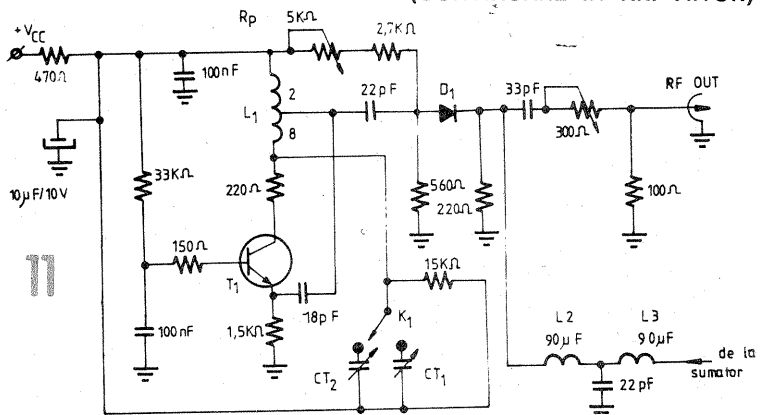 + VCC
470Ω
10µF/10V
100nF
Rp
5KΩ
2,7KΩ
2
L1
8
22pF
D1
33pF
300Ω
RF OUT
33KΩ
220Ω
560Ω
220Ω
100Ω
150Ω
T1
11
100nF
1,5KΩ
18pF
15KΩ
K1
CT2
CT1
L2
90µF
L3
90µF
22pF
de la
sumator